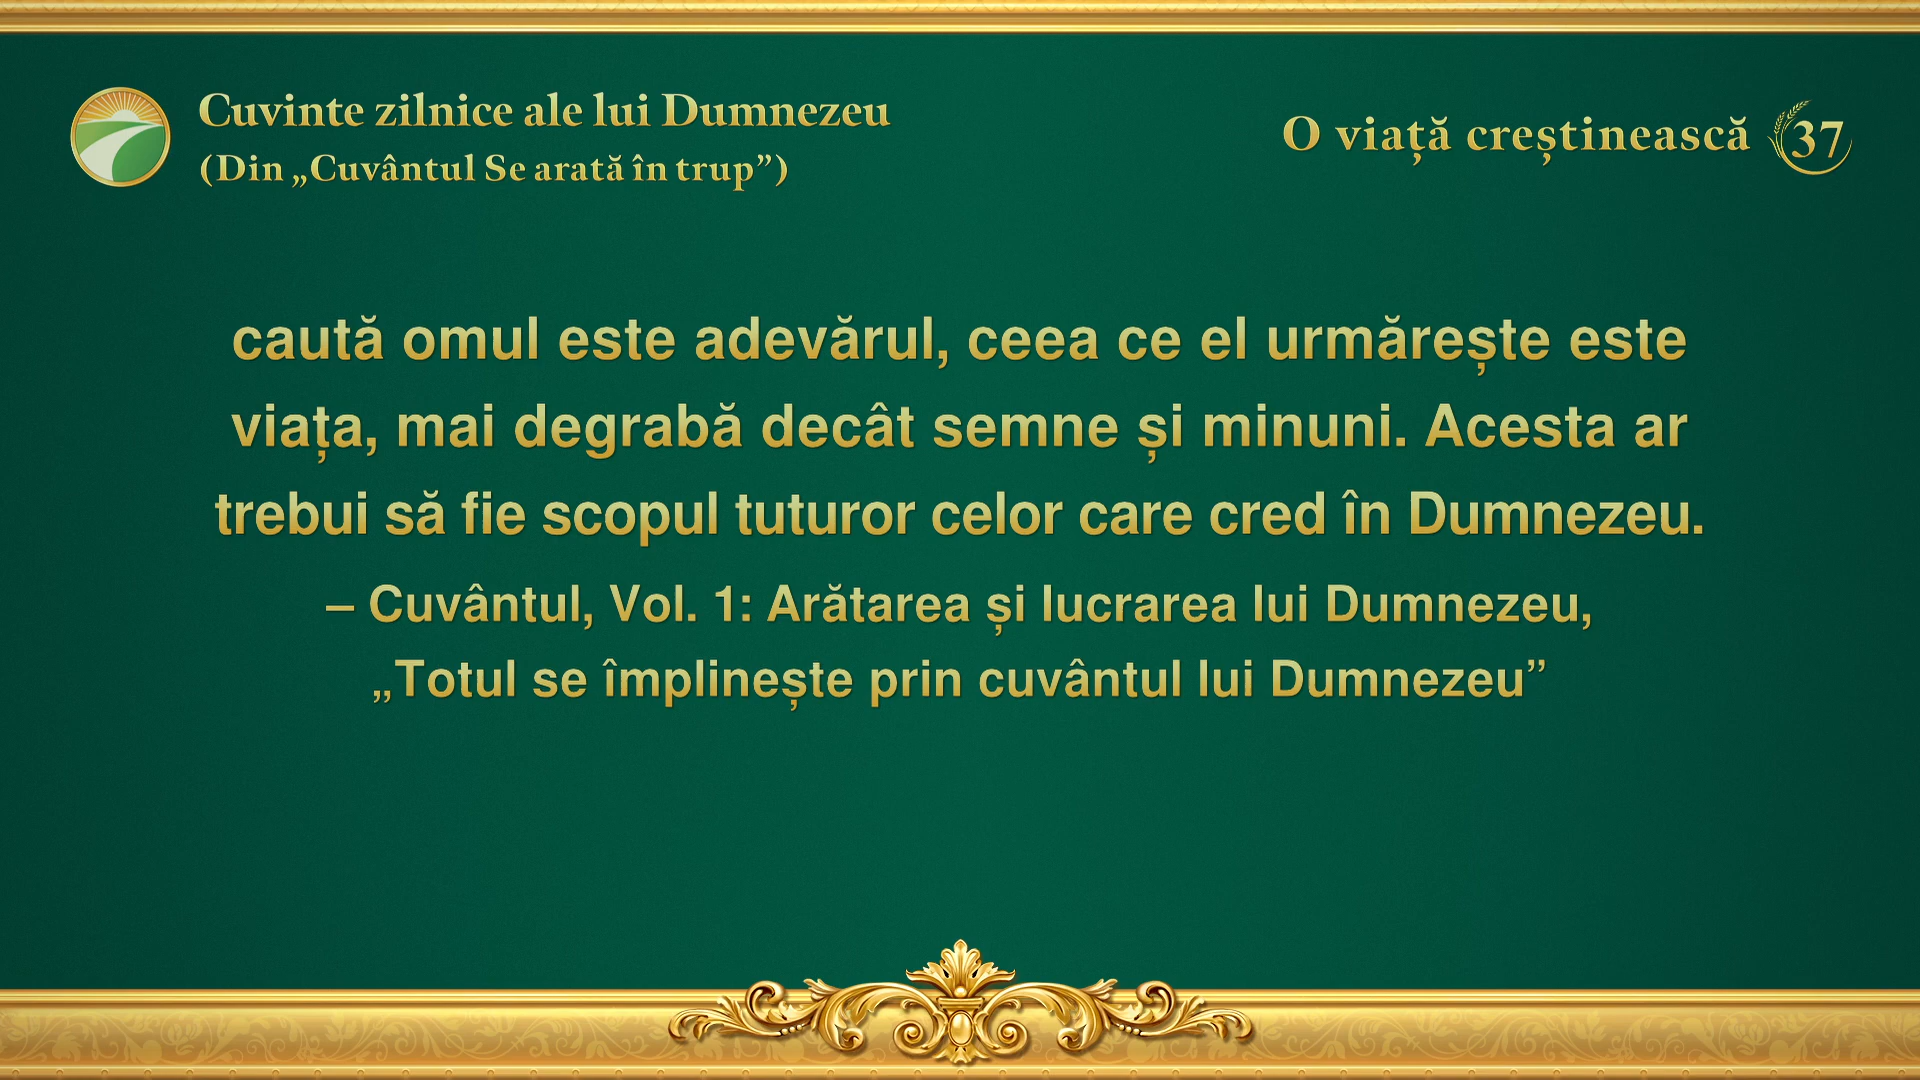 Cuvinte zilnice ale lui Dumnezeu
(Din „Cuvântul Se arată în trup”)
O viață creștinească 37
caută omul este adevărul, ceea ce el urmărește este
viața, mai degrabă decât semne și minuni. Acesta ar
trebui să fie scopul tuturor celor care cred în Dumnezeu.
– Cuvântul, Vol. 1: Arătarea și lucrarea lui Dumnezeu,
„Totul se împlinește prin cuvântul lui Dumnezeu”